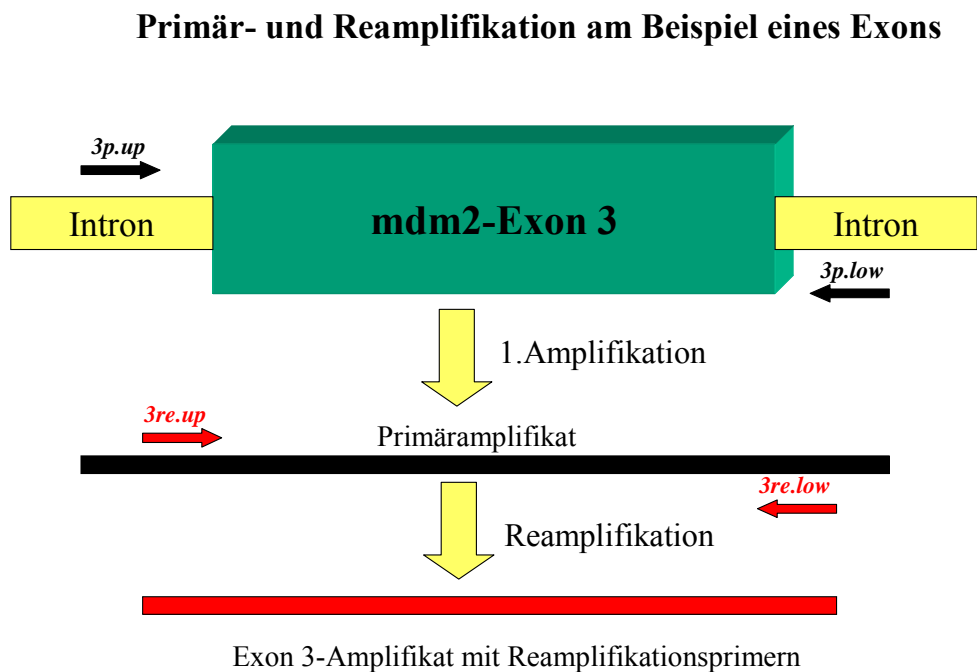 Primär- und Reamplifikation am Beispiel eines Exons
3p.up
Intron
mdm2-Exon 3
Intron
3p.low
1.Amplifikation
3re.up
Primäramplifikat
3re.low
Reamplifikation
Exon 3-Amplifikat mit Reamplifikationsprimern